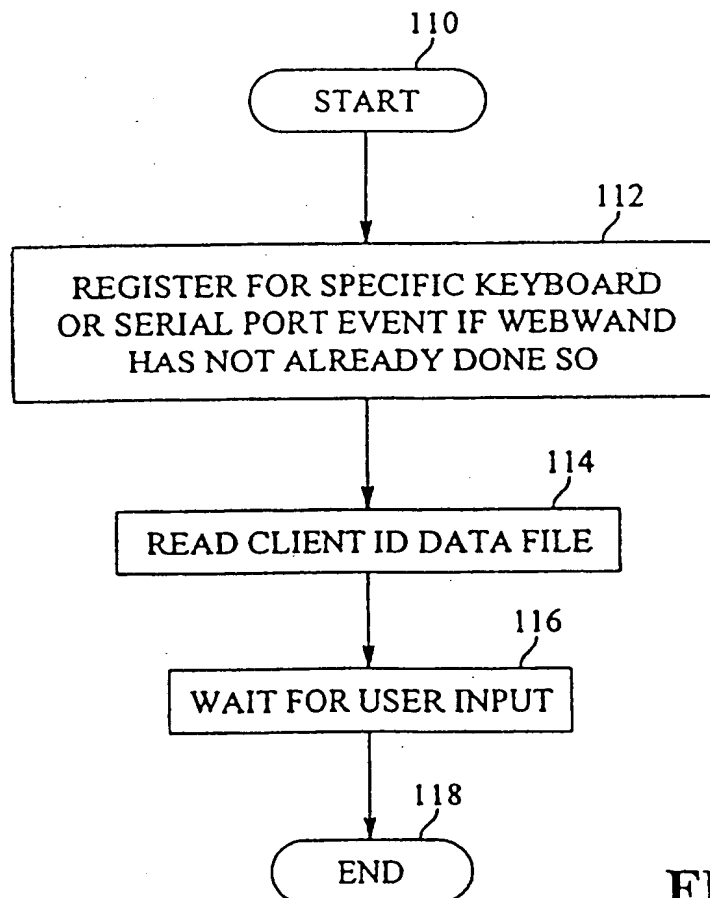 110
START
112
REGISTER FOR SPECIFIC KEYBOARD
OR SERIAL PORT EVENT IF WEBWAND
HAS NOT ALREADY DONE SO
114
READ CLIENT ID DATA FILE
116
WAIT FOR USER INPUT
118
END